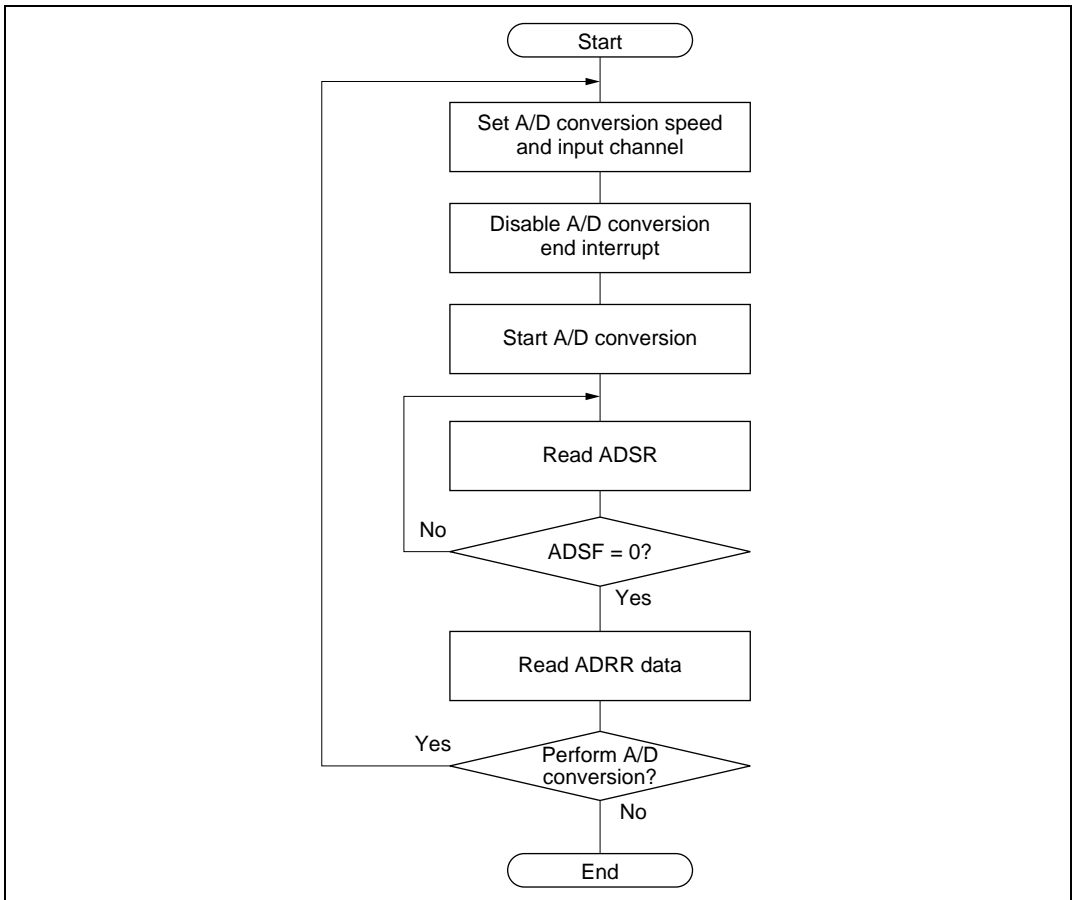 Start
Set A/D conversion speed
and input channel
Disable A/D conversion
end interrupt
Start A/D conversion
Read ADSR
No
ADSF = 0?
Yes
Read ADRR data
Yes
Perform A/D
conversion?
No
End